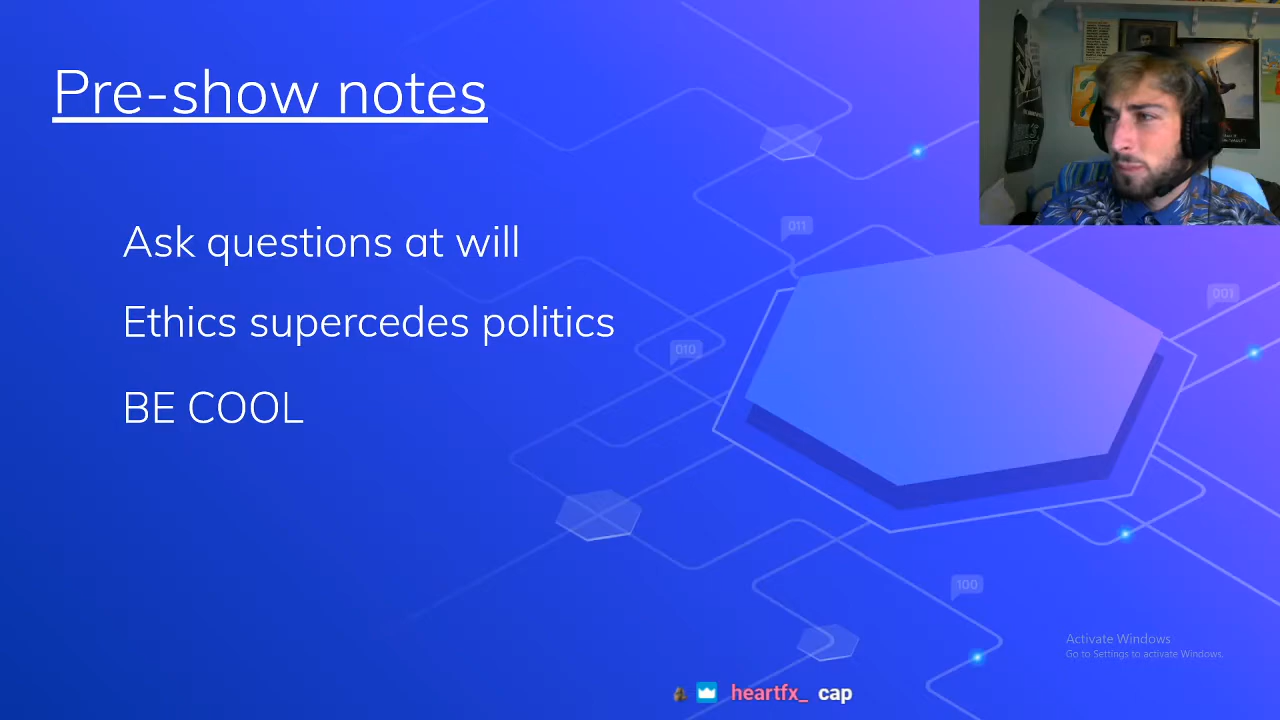 Pre-show notes
Ask questions at will
Ethics supercedes politics
BE COOL
011
001
010
100
Activate Windows
Go to Settings to activate Windows.
heartfx_ cap